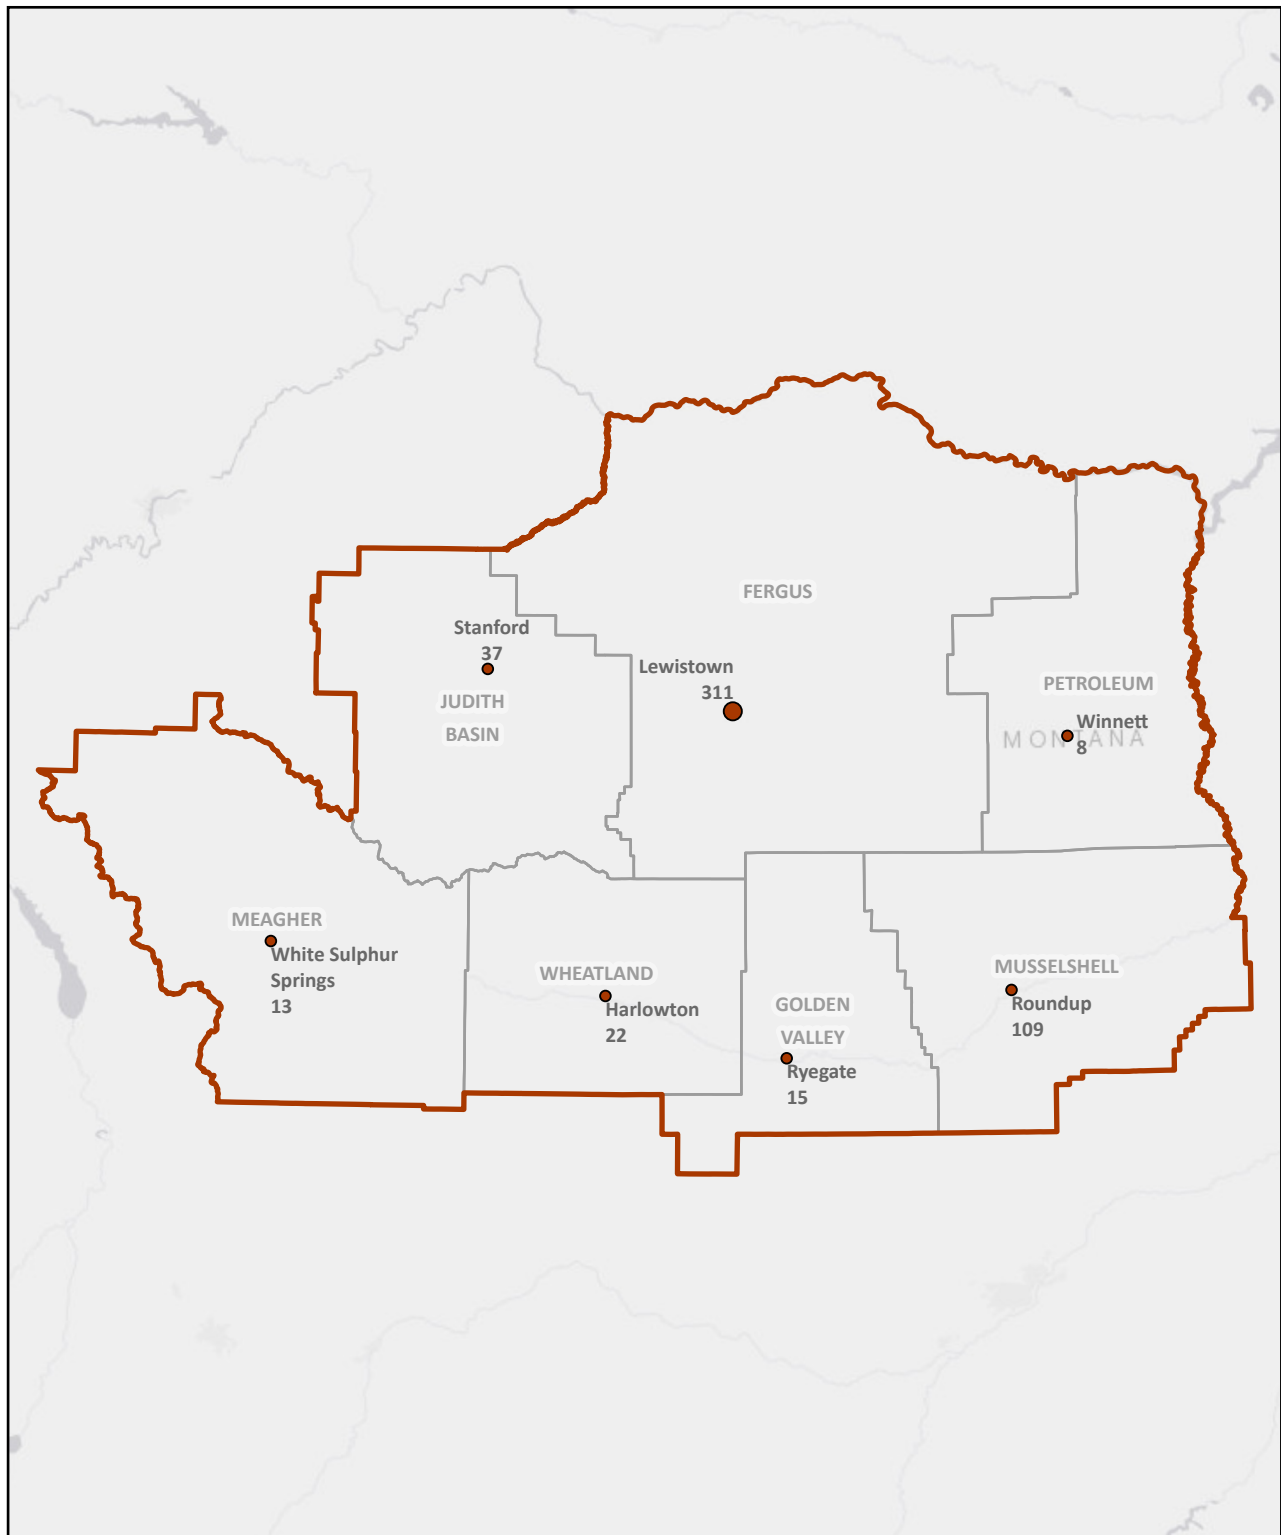 FERGUS
Stanford
37
Lewistown
311
JUDITH
BASIN
PETROLEUM
Winnett
8
MONTANA
MEAGHER
White Sulphur
Springs
13
WHEATLAND
Harlowton
22
GOLDEN
VALLEY
Ryegate
15
MUSSELSHELL
Roundup
109